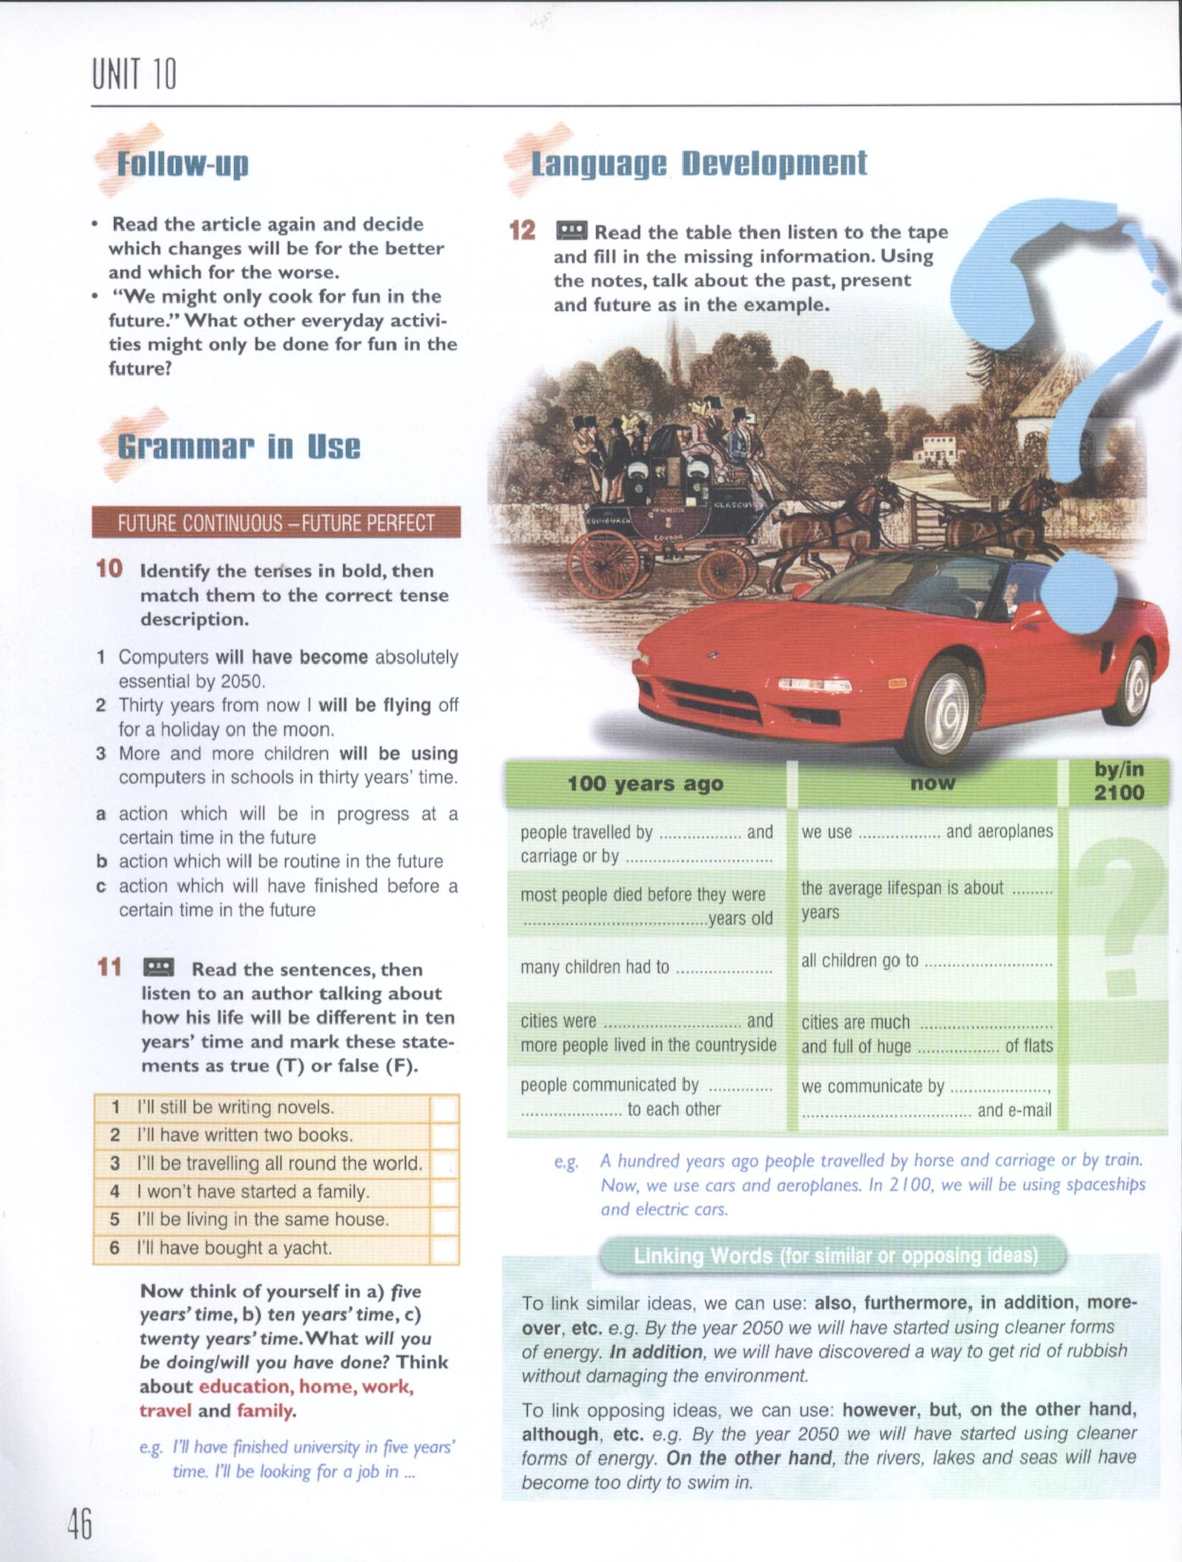 UNIT 10
Follow-up
• Read the article again and decide
which changes will be for the better
and which for the worse.
• “We might only cook for fun in the
future.” What other everyday activi-
ties might only be done for fun in the
future?
Grammar in Use
FUTURE CONTINUOUS – FUTURE PERFECT
10 Identify the tenses in bold, then
match them to the correct tense
description.
1 Computers will have become absolutely
essential by 2050.
2 Thirty years from now I will be flying off
for a holiday on the moon.
3 More and more children will be using
computers in schools in thirty years’ time.
a action which will be in progress at a
certain time in the future
b action which will be routine in the future
c action which will have finished before a
certain time in the future
11 Read the sentences, then
listen to an author talking about
how his life will be different in ten
years’ time and mark these state-
ments as true (T) or false (F).
1 I’ll still be writing novels.
2 I’ll have written two books.
3 I’ll be travelling all round the world.
4 I won’t have started a family.
5 I’ll be living in the same house.
6 I’ll have bought a yacht.
Now think of yourself in a) five
years’ time, b) ten years’ time, c)
twenty years’ time. What will you
be doing/will you have done? Think
about education, home, work,
travel and family.
e.g. I’ll have finished university in five years’
time. I’ll be looking for a job in ...
46
Language Development
12 Read the table then listen to the tape
and fill in the missing information. Using
the notes, talk about the past, present
and future as in the example.
EDINBURGH
MANCHESTER
GLASGOW
LONDON
?
100 years ago
now
by/in
2100
people travelled by .................. and
carriage or by ................................
we use .................. and aeroplanes
most people died before they were
........................................years old
the average lifespan is about .........
years
many children had to .....................
all children go to ............................
cities were .............................. and
more people lived in the countryside
cities are much .............................
and full of huge .................. of flats
people communicated by ..............
...................... to each other
we communicate by .....................,
..................................... and e-mail
?
e.g. A hundred years ago people travelled by horse and carriage or by train.
Now, we use cars and aeroplanes. In 2100, we will be using spaceships
and electric cars.
Linking Words (for similar or opposing ideas)
To link similar ideas, we can use: also, furthermore, in addition, more-
over, etc. e.g. By the year 2050 we will have started using cleaner forms
of energy. In addition, we will have discovered a way to get rid of rubbish
without damaging the environment.
To link opposing ideas, we can use: however, but, on the other hand,
although, etc. e.g. By the year 2050 we will have started using cleaner
forms of energy. On the other hand, the rivers, lakes and seas will have
become too dirty to swim in.